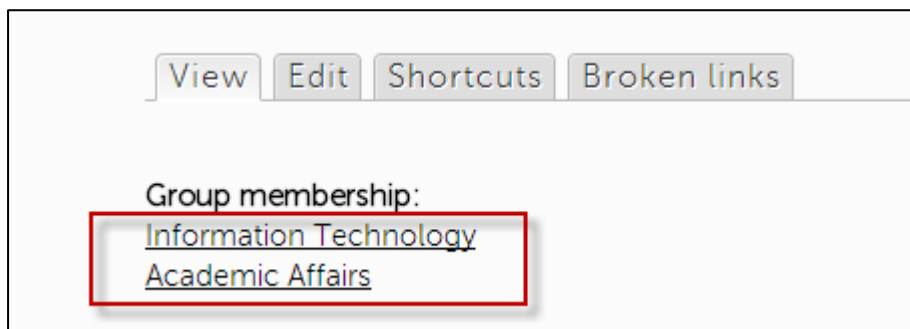 View Edit Shortcuts Broken links
Group membership:
Information Technology
Academic Affairs